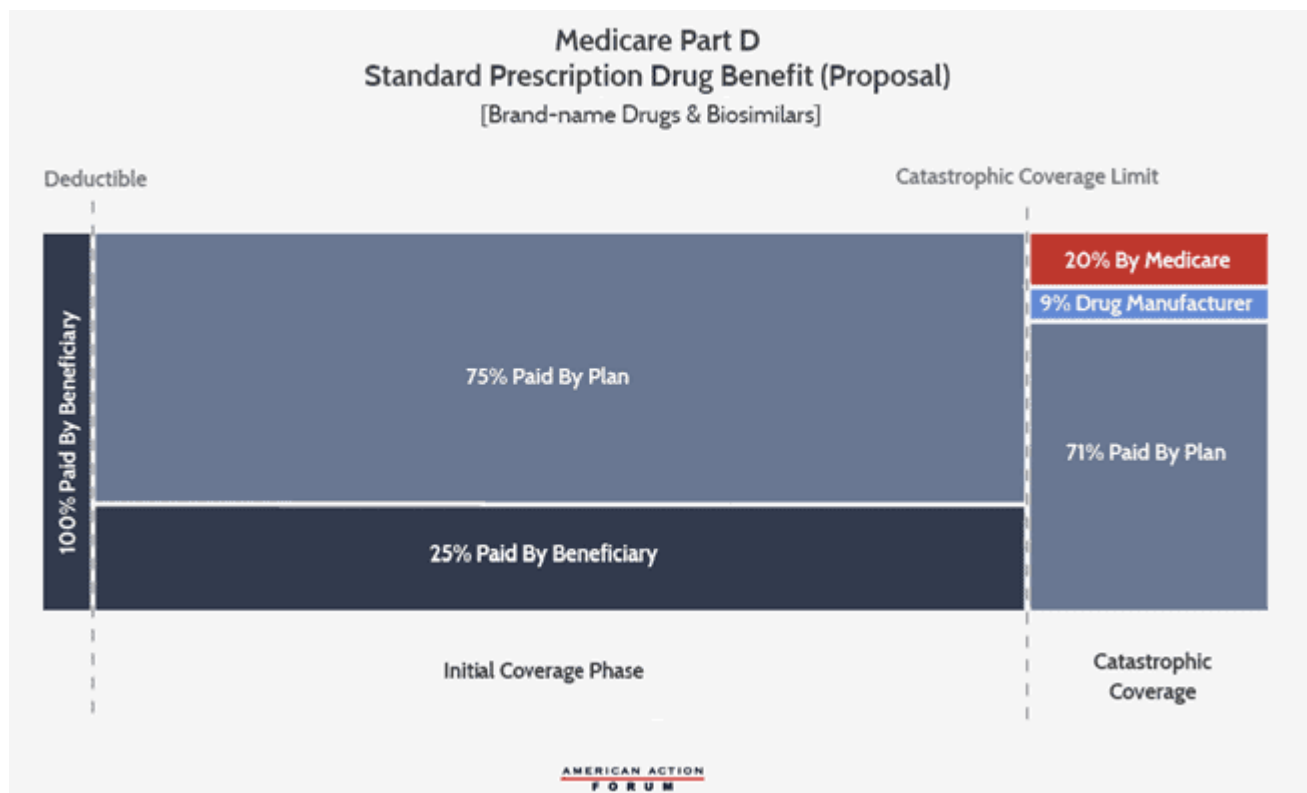 Medicare Part D
Standard Prescription Drug Benefit (Proposal)
[Brand-name Drugs & Biosimilars]
Deductible
Catastrophic Coverage Limit
100% Paid By Beneficiary
75% Paid By Plan
25% Paid By Beneficiary
20% By Medicare
9% Drug Manufacturer
71% Paid By Plan
Initial Coverage Phase
Catastrophic
Coverage
AMERICAN ACTION
FORUM